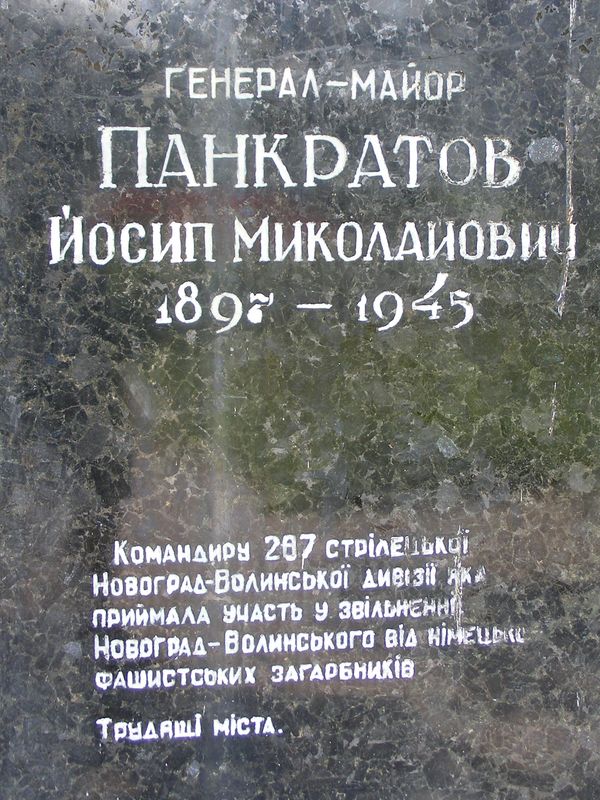 ГЕНЕРАЛ-МАЙОР
ПАНКРАТОВ
ЙОСИП МИКОЛАЙОВИЧ
1897 – 1945
КОМАНДИРУ 287 СТРІЛЕЦЬКОЇ
НОВОГРАД-ВОЛИНСЬКОЇ ДИВІЗІЇ ЯКА
ПРИЙМАЛА УЧАСТЬ У ЗВІЛЬНЕННІ
НОВОГРАД-ВОЛИНСЬКОГО ВІД НІМЕЦЬКО
ФАШИСТСЬКИХ ЗАГАРБНИКІВ
ТРУДЯЩІ МІСТА.